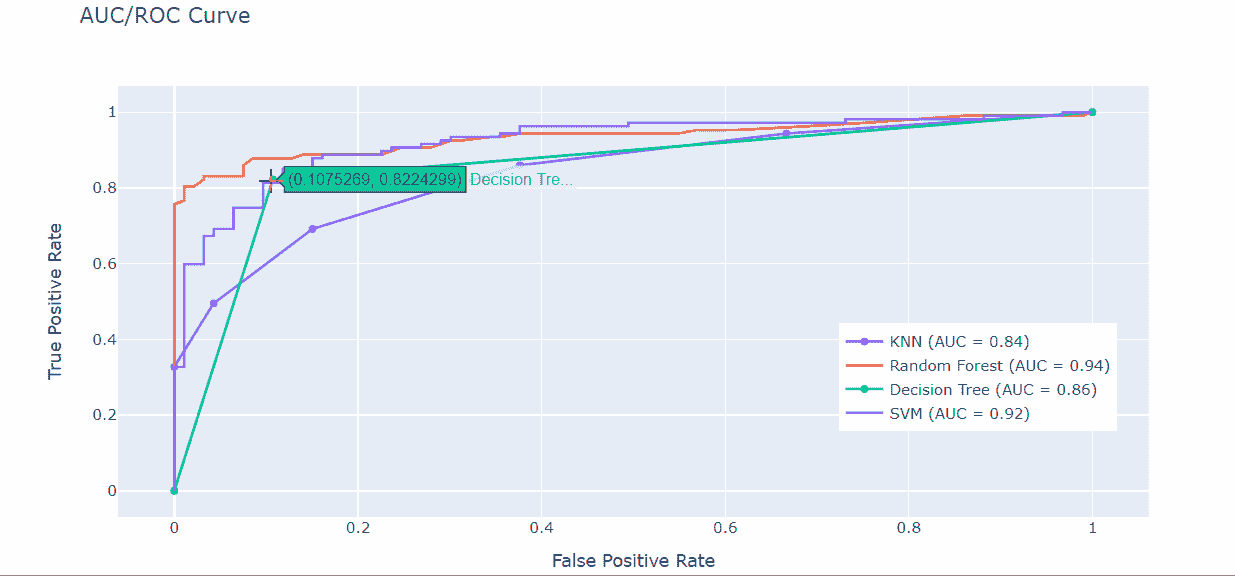 AUC/ROC Curve
1
0.8
0.6
0.4
0.2
0
True Positive Rate
(0.1075269, 0.8224299) Decision Tre...
KNN (AUC = 0.84)
Random Forest (AUC = 0.94)
Decision Tree (AUC = 0.86)
SVM (AUC = 0.92)
0 0.2 0.4 0.6 0.8 1
False Positive Rate